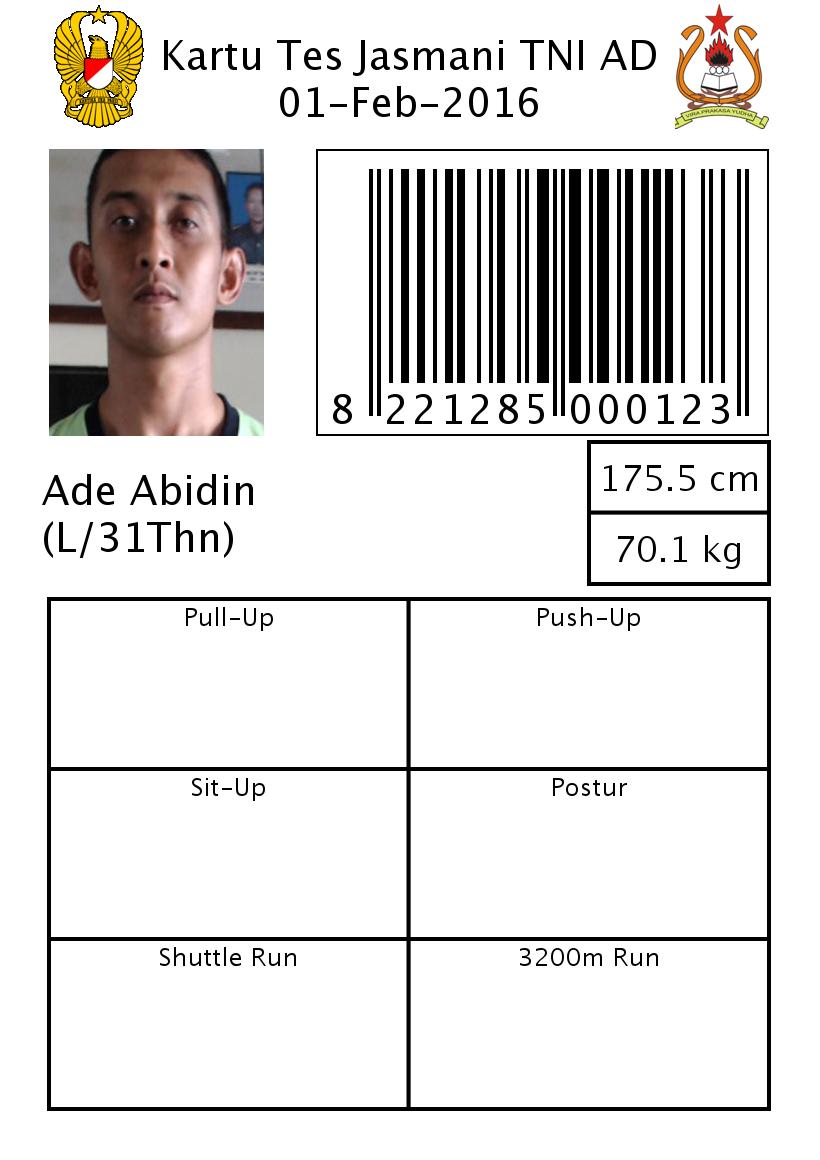 Kartu Tes Jasmani TNI AD
01-Feb-2016
VIRA PRAKASA YUDHA
8 221285 000123
175.5 cm
70.1 kg
Ade Abidin
(L/31Thn)
Pull-Up
Push-Up
Sit-Up
Postur
Shuttle Run
3200m Run